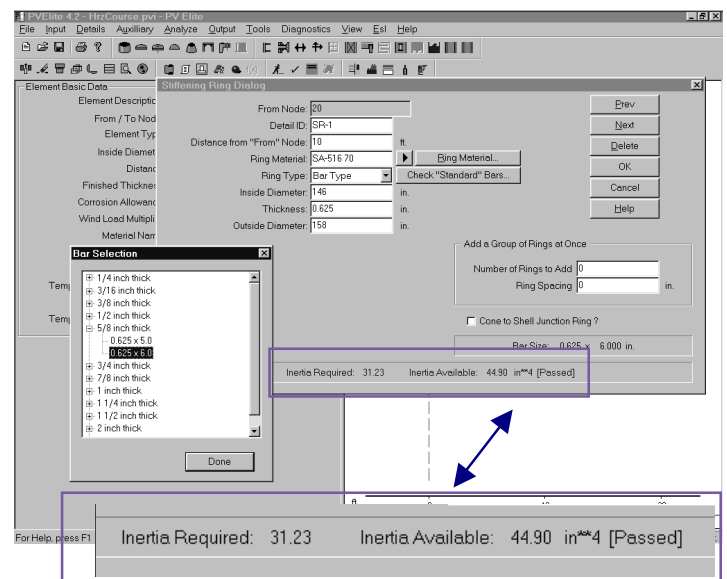 PVElite 4.2 - HrzCourse.pvi - PV Elite
File Input Details Auxilliary Analyze Output Tools Diagnostics View Esl Help
Element Basic Data
Element Descriptic
From / To Nod
Element Typ
Inside Diamet
Distanc
Finished Thicknes
Corrosion Allowanc
Wind Load Multipli
Material Nam
Temp
Temp
Stiffening Ring Dialog
From Node: 20
Detail ID: SR-1
Distance from "From" Node: 10 ft.
Ring Material: SA-516 70 Ring Material...
Ring Type: Bar Type Check "Standard" Bars...
Inside Diameter: 146 in.
Thickness: 0.625 in.
Outside Diameter: 158 in.
Prev
Next
Delete
OK
Cancel
Help
Add a Group of Rings at Once
Number of Rings to Add 0
Ring Spacing 0 in.
Cone to Shell Junction Ring ?
Bar Size: 0.625 x 6.000 in.
Inertia Required: 31.23 Inertia Available: 44.90 in**4 [Passed]
Bar Selection
1/4 inch thick
3/16 inch thick
3/8 inch thick
1/2 inch thick
5/8 inch thick
0.625 x 5.0
0.625 x 6.0
3/4 inch thick
7/8 inch thick
1 inch thick
1 1/4 inch thick
1 1/2 inch thick
2 inch thick
Done
For Help, press F1
Inertia Required: 31.23 Inertia Available: 44.90 in**4 [Passed]